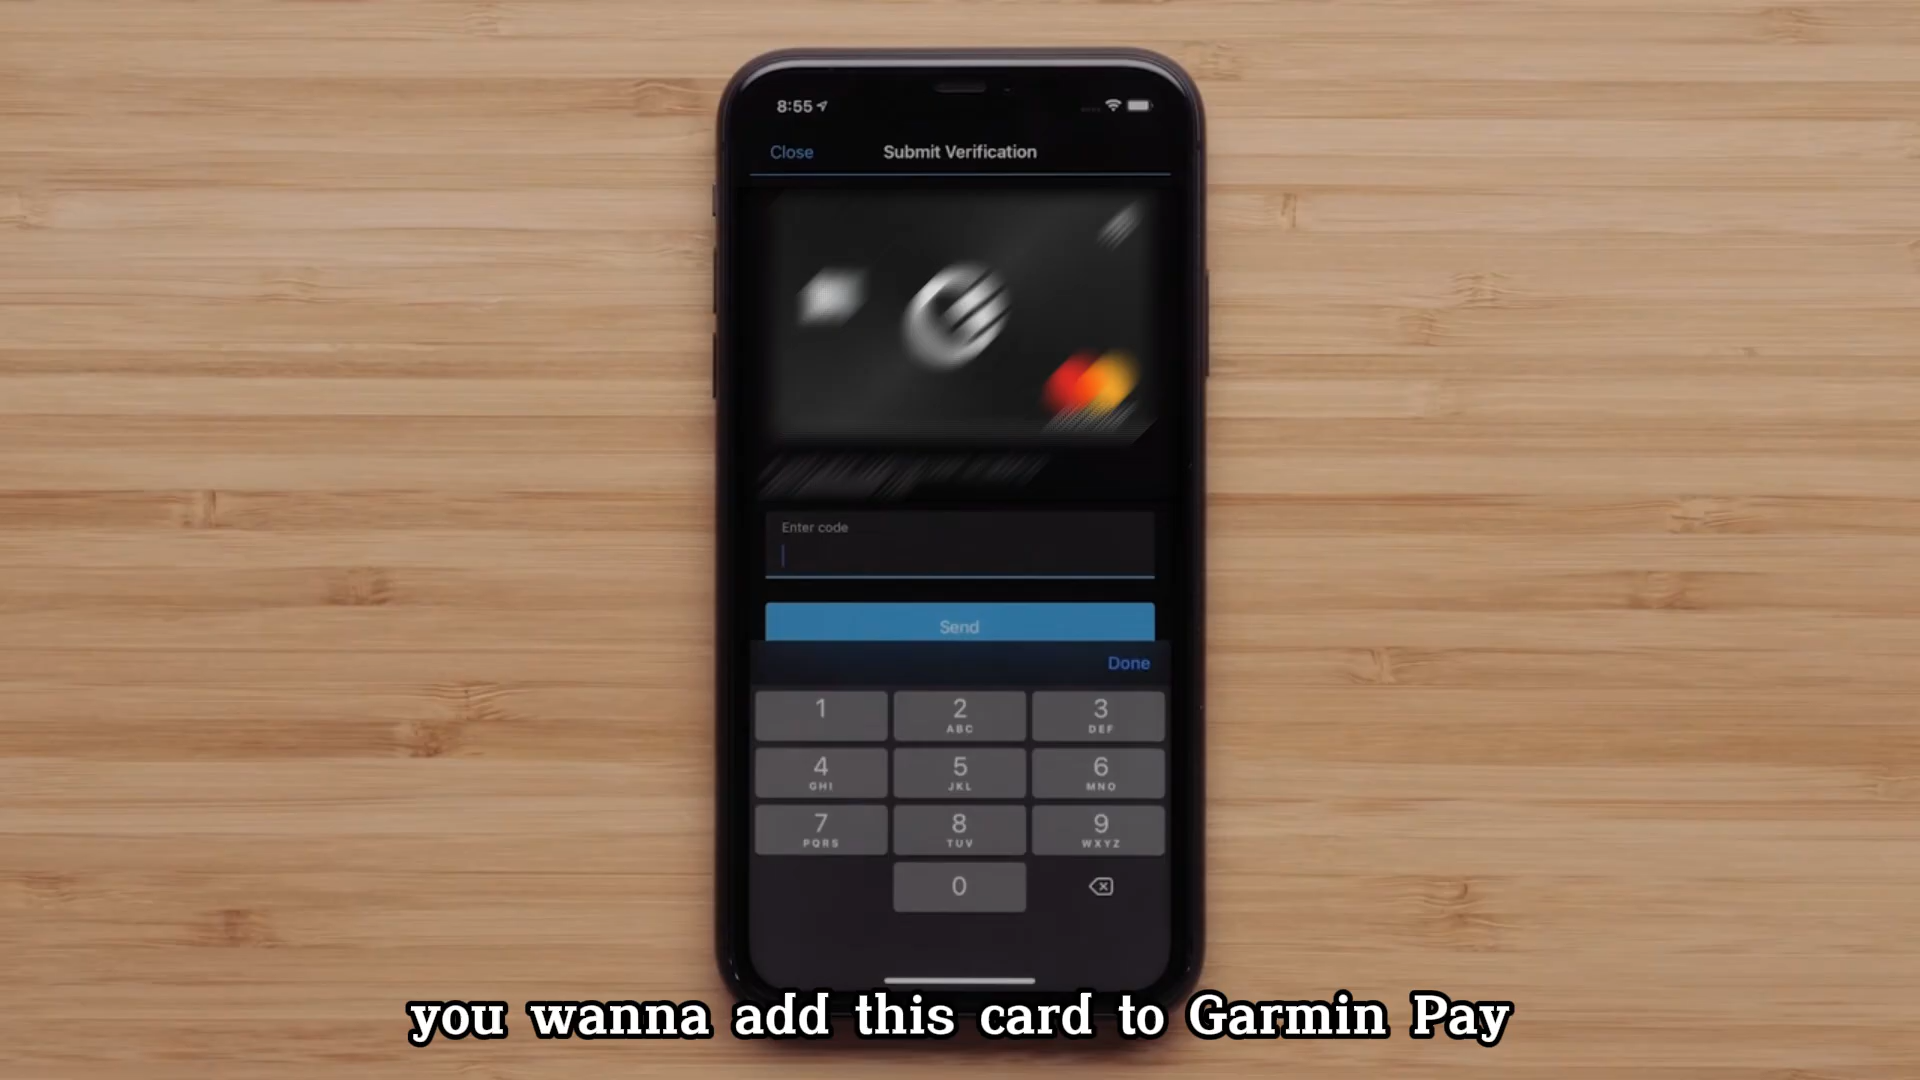 8:55
Close
Submit Verification
Enter code
Send
Done
1
2
ABC
3
DEF
4
GHI
5
JKL
6
MNO
7
PQRS
8
TUV
9
WXYZ
0
you wanna add this card to Garmin Pay